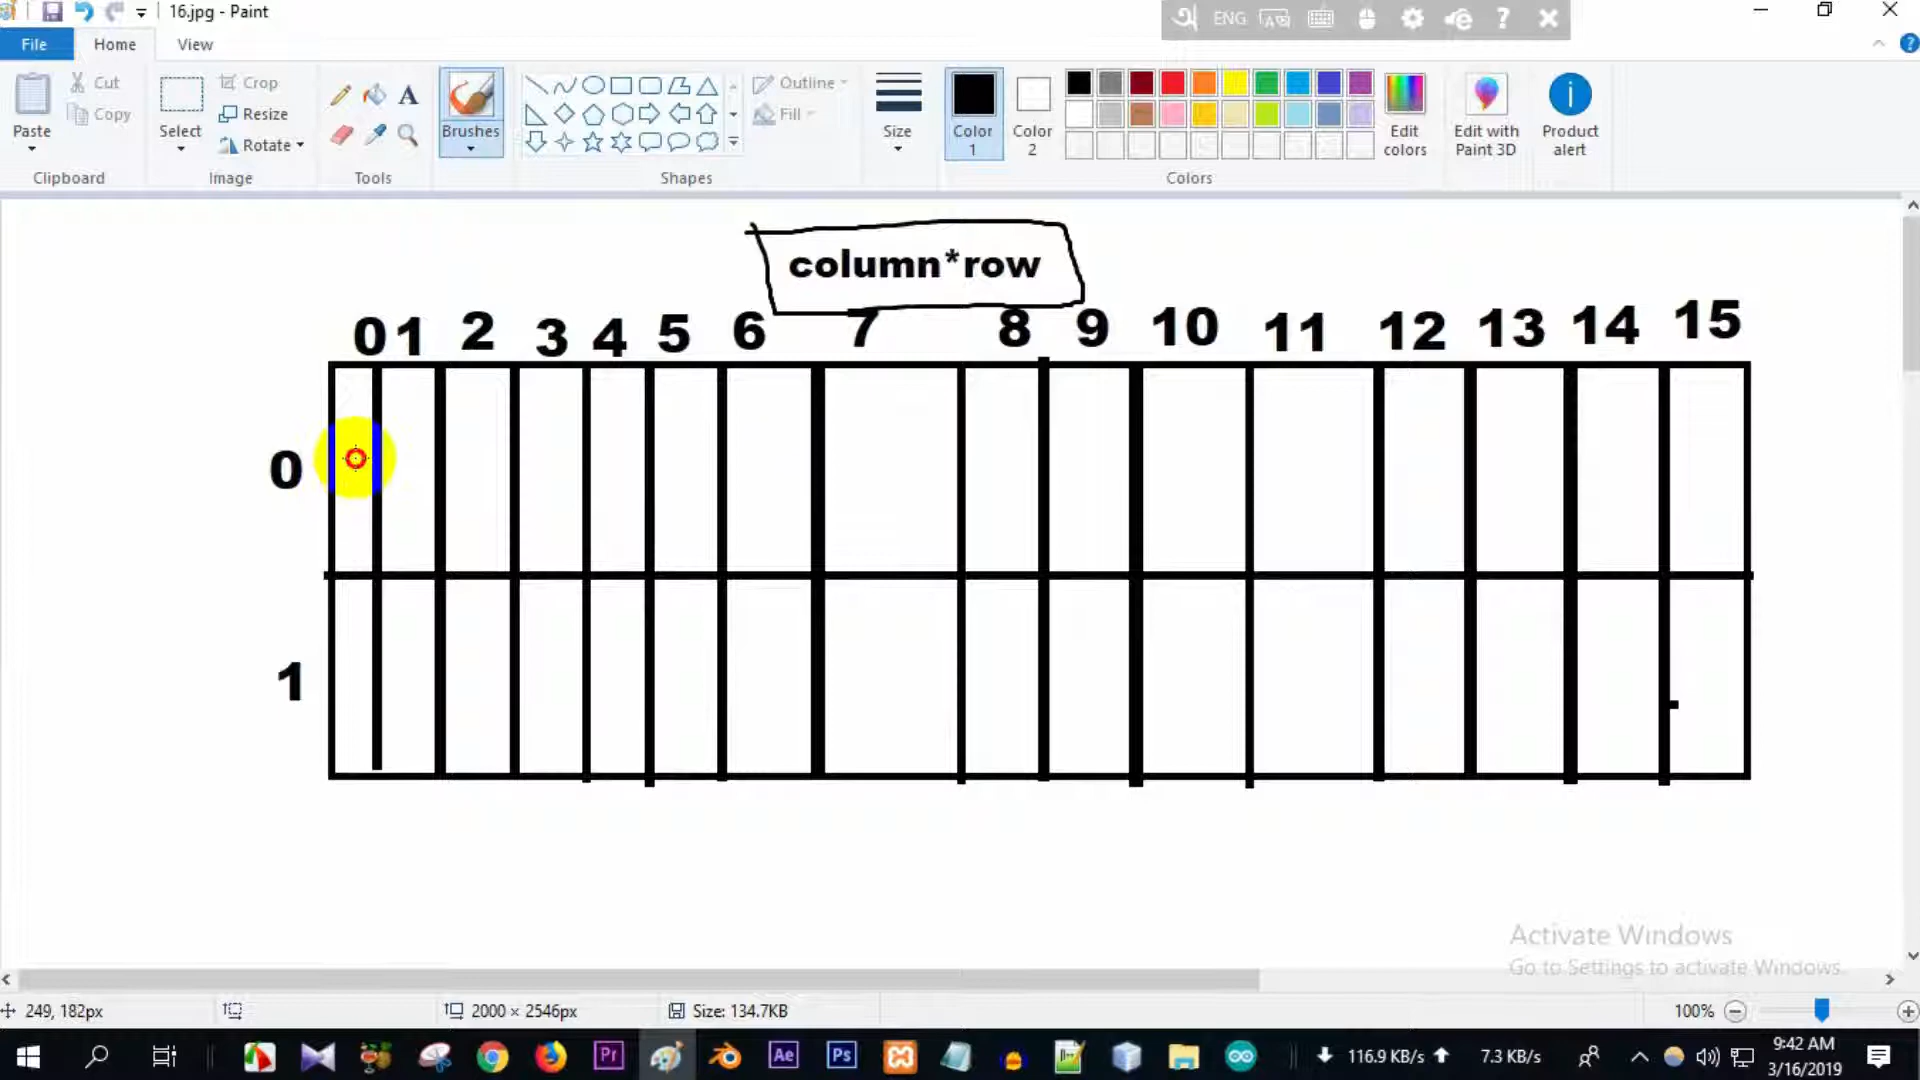 16.jpg - Paint
ENG
File
Home
View
Cut
Copy
Paste
Clipboard
Crop
Resize
Rotate
Select
Image
Tools
Brushes
Outline
Fill
Shapes
Size
Color 1
Color 2
Edit colors
Edit with Paint 3D
Product alert
Colors
column*row
0 1 2 3 4 5 6 7 8 9 10 11 12 13 14 15
0
1
Activate Windows
Go to Settings to activate Windows.
249, 182px
2000 × 2546px
Size: 134.7KB
100%
Pr
Ae
Ps
116.9 KB/s
7.3 KB/s
9:42 AM
3/16/2019